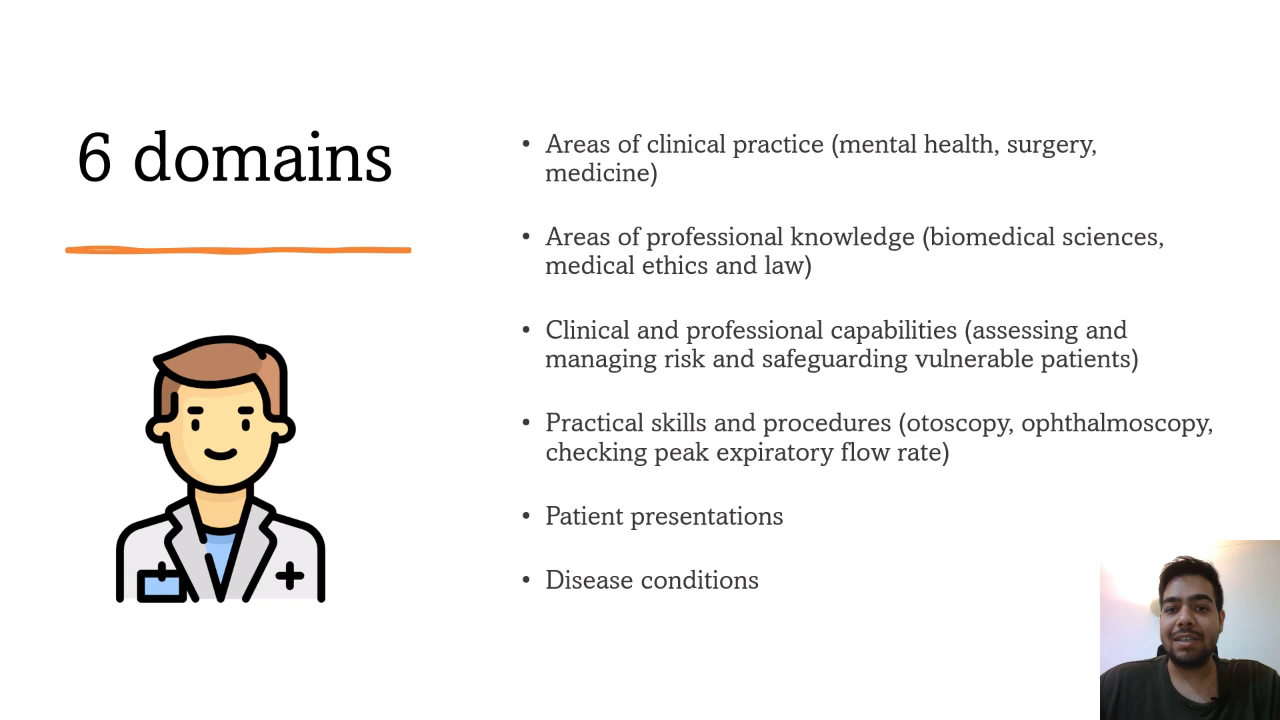 6 domains
• Areas of clinical practice (mental health, surgery,
medicine)
• Areas of professional knowledge (biomedical sciences,
medical ethics and law)
• Clinical and professional capabilities (assessing and
managing risk and safeguarding vulnerable patients)
• Practical skills and procedures (otoscopy, ophthalmoscopy,
checking peak expiratory flow rate)
• Patient presentations
• Disease conditions